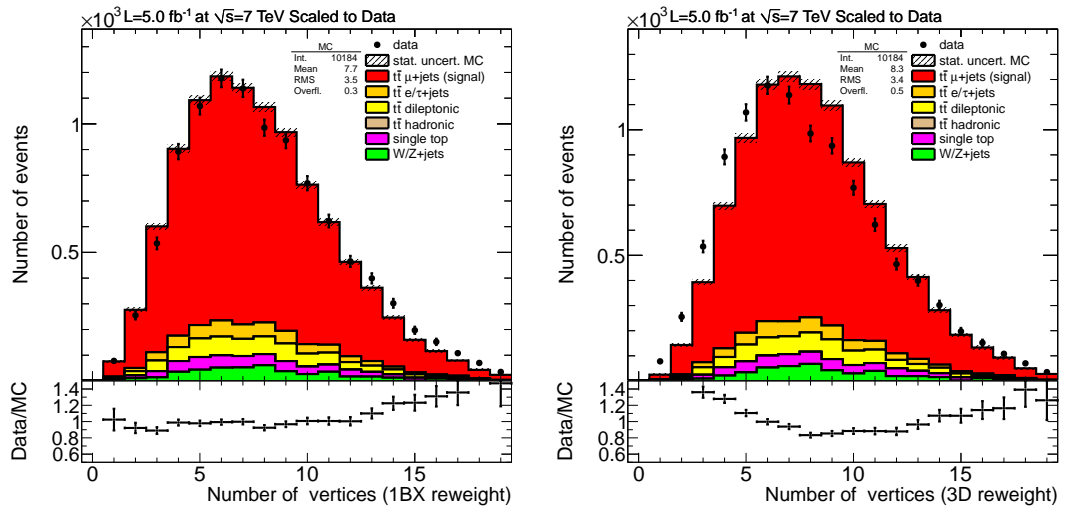 ×10³ L=5.0 fb⁻¹ at √s=7 TeV Scaled to Data
Number of events
1
0.5
MC
Int. 10184
Mean 7.7
RMS 3.5
Overfl. 0.3
data
stat. uncert. MC
tt̄ μ+jets (signal)
tt̄ e/τ+jets
tt̄ dileptonic
tt̄ hadronic
single top
W/Z+jets
Data/MC
1.4
1.2
1
0.8
0.6
0 5 10 15
Number of vertices (1BX reweight)
×10³ L=5.0 fb⁻¹ at √s=7 TeV Scaled to Data
Number of events
1
0.5
MC
Int. 10184
Mean 8.3
RMS 3.4
Overfl. 0.5
data
stat. uncert. MC
tt̄ μ+jets (signal)
tt̄ e/τ+jets
tt̄ dileptonic
tt̄ hadronic
single top
W/Z+jets
Data/MC
1.4
1.2
1
0.8
0.6
0 5 10 15
Number of vertices (3D reweight)